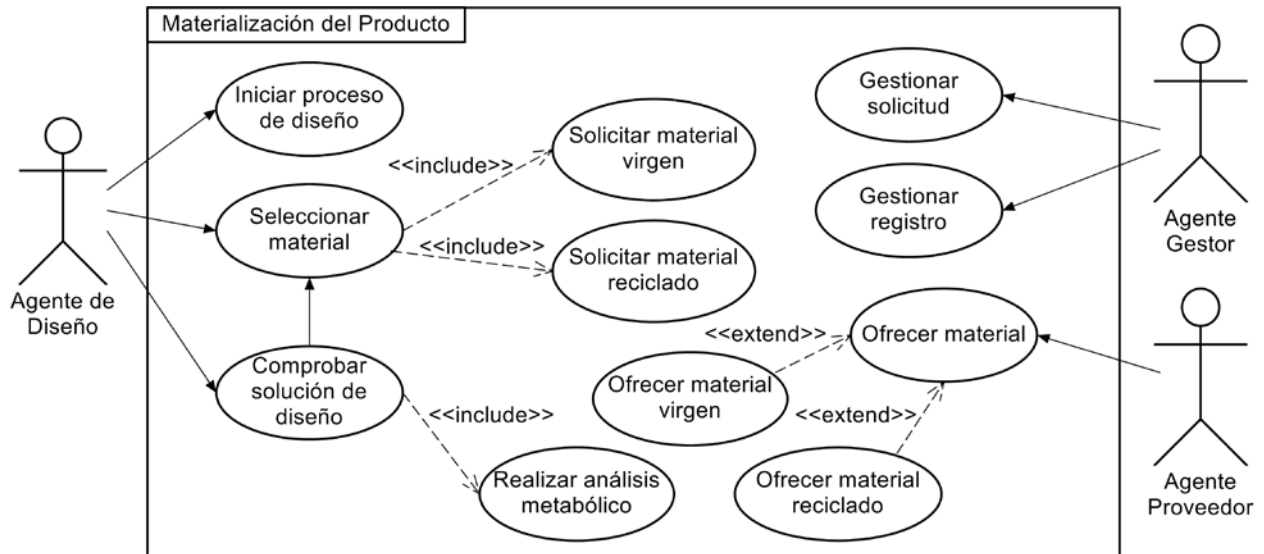 Materialización del Producto
Iniciar proceso
de diseño
Gestionar
solicitud
Solicitar material
virgen
<<include>>
Seleccionar
material
Gestionar
registro
Agente
Gestor
<<include>>
Solicitar material
reciclado
Agente de
Diseño
<<extend>>
Ofrecer material
Comprobar
solución de
diseño
Ofrecer material
virgen
<<include>>
<<extend>>
Realizar análisis
metabólico
Ofrecer material
reciclado
Agente
Proveedor